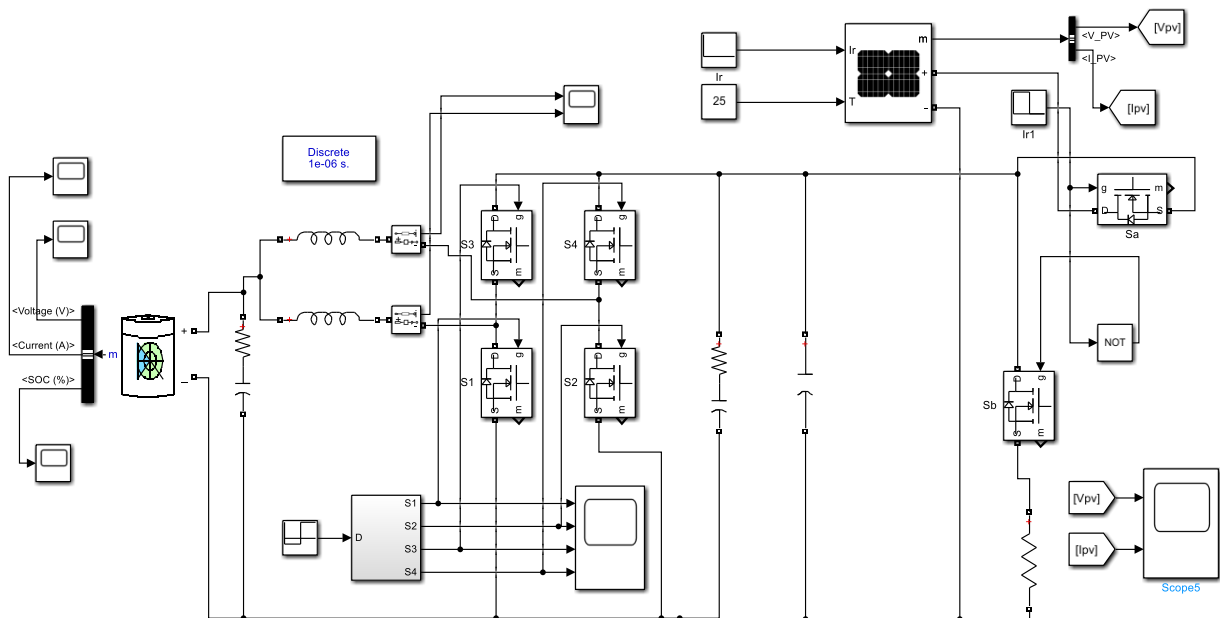 [Vpv]
<V_PV>
<I_PV>
m
Ir
+
Ir
25
T
-
[Ipv]
Ir1
Discrete
1e-06 s.
g
m
D
S
Sa
D
g
S3
S
m
D
g
S4
S
m
<Voltage (V)>
+
<Current (A)>
m
NOT
<SOC (%)>
_
D
g
S1
S
m
D
g
S2
S
m
D
g
Sb
S
m
S1
S2
D
S3
S4
[Vpv]
[Ipv]
Scope5